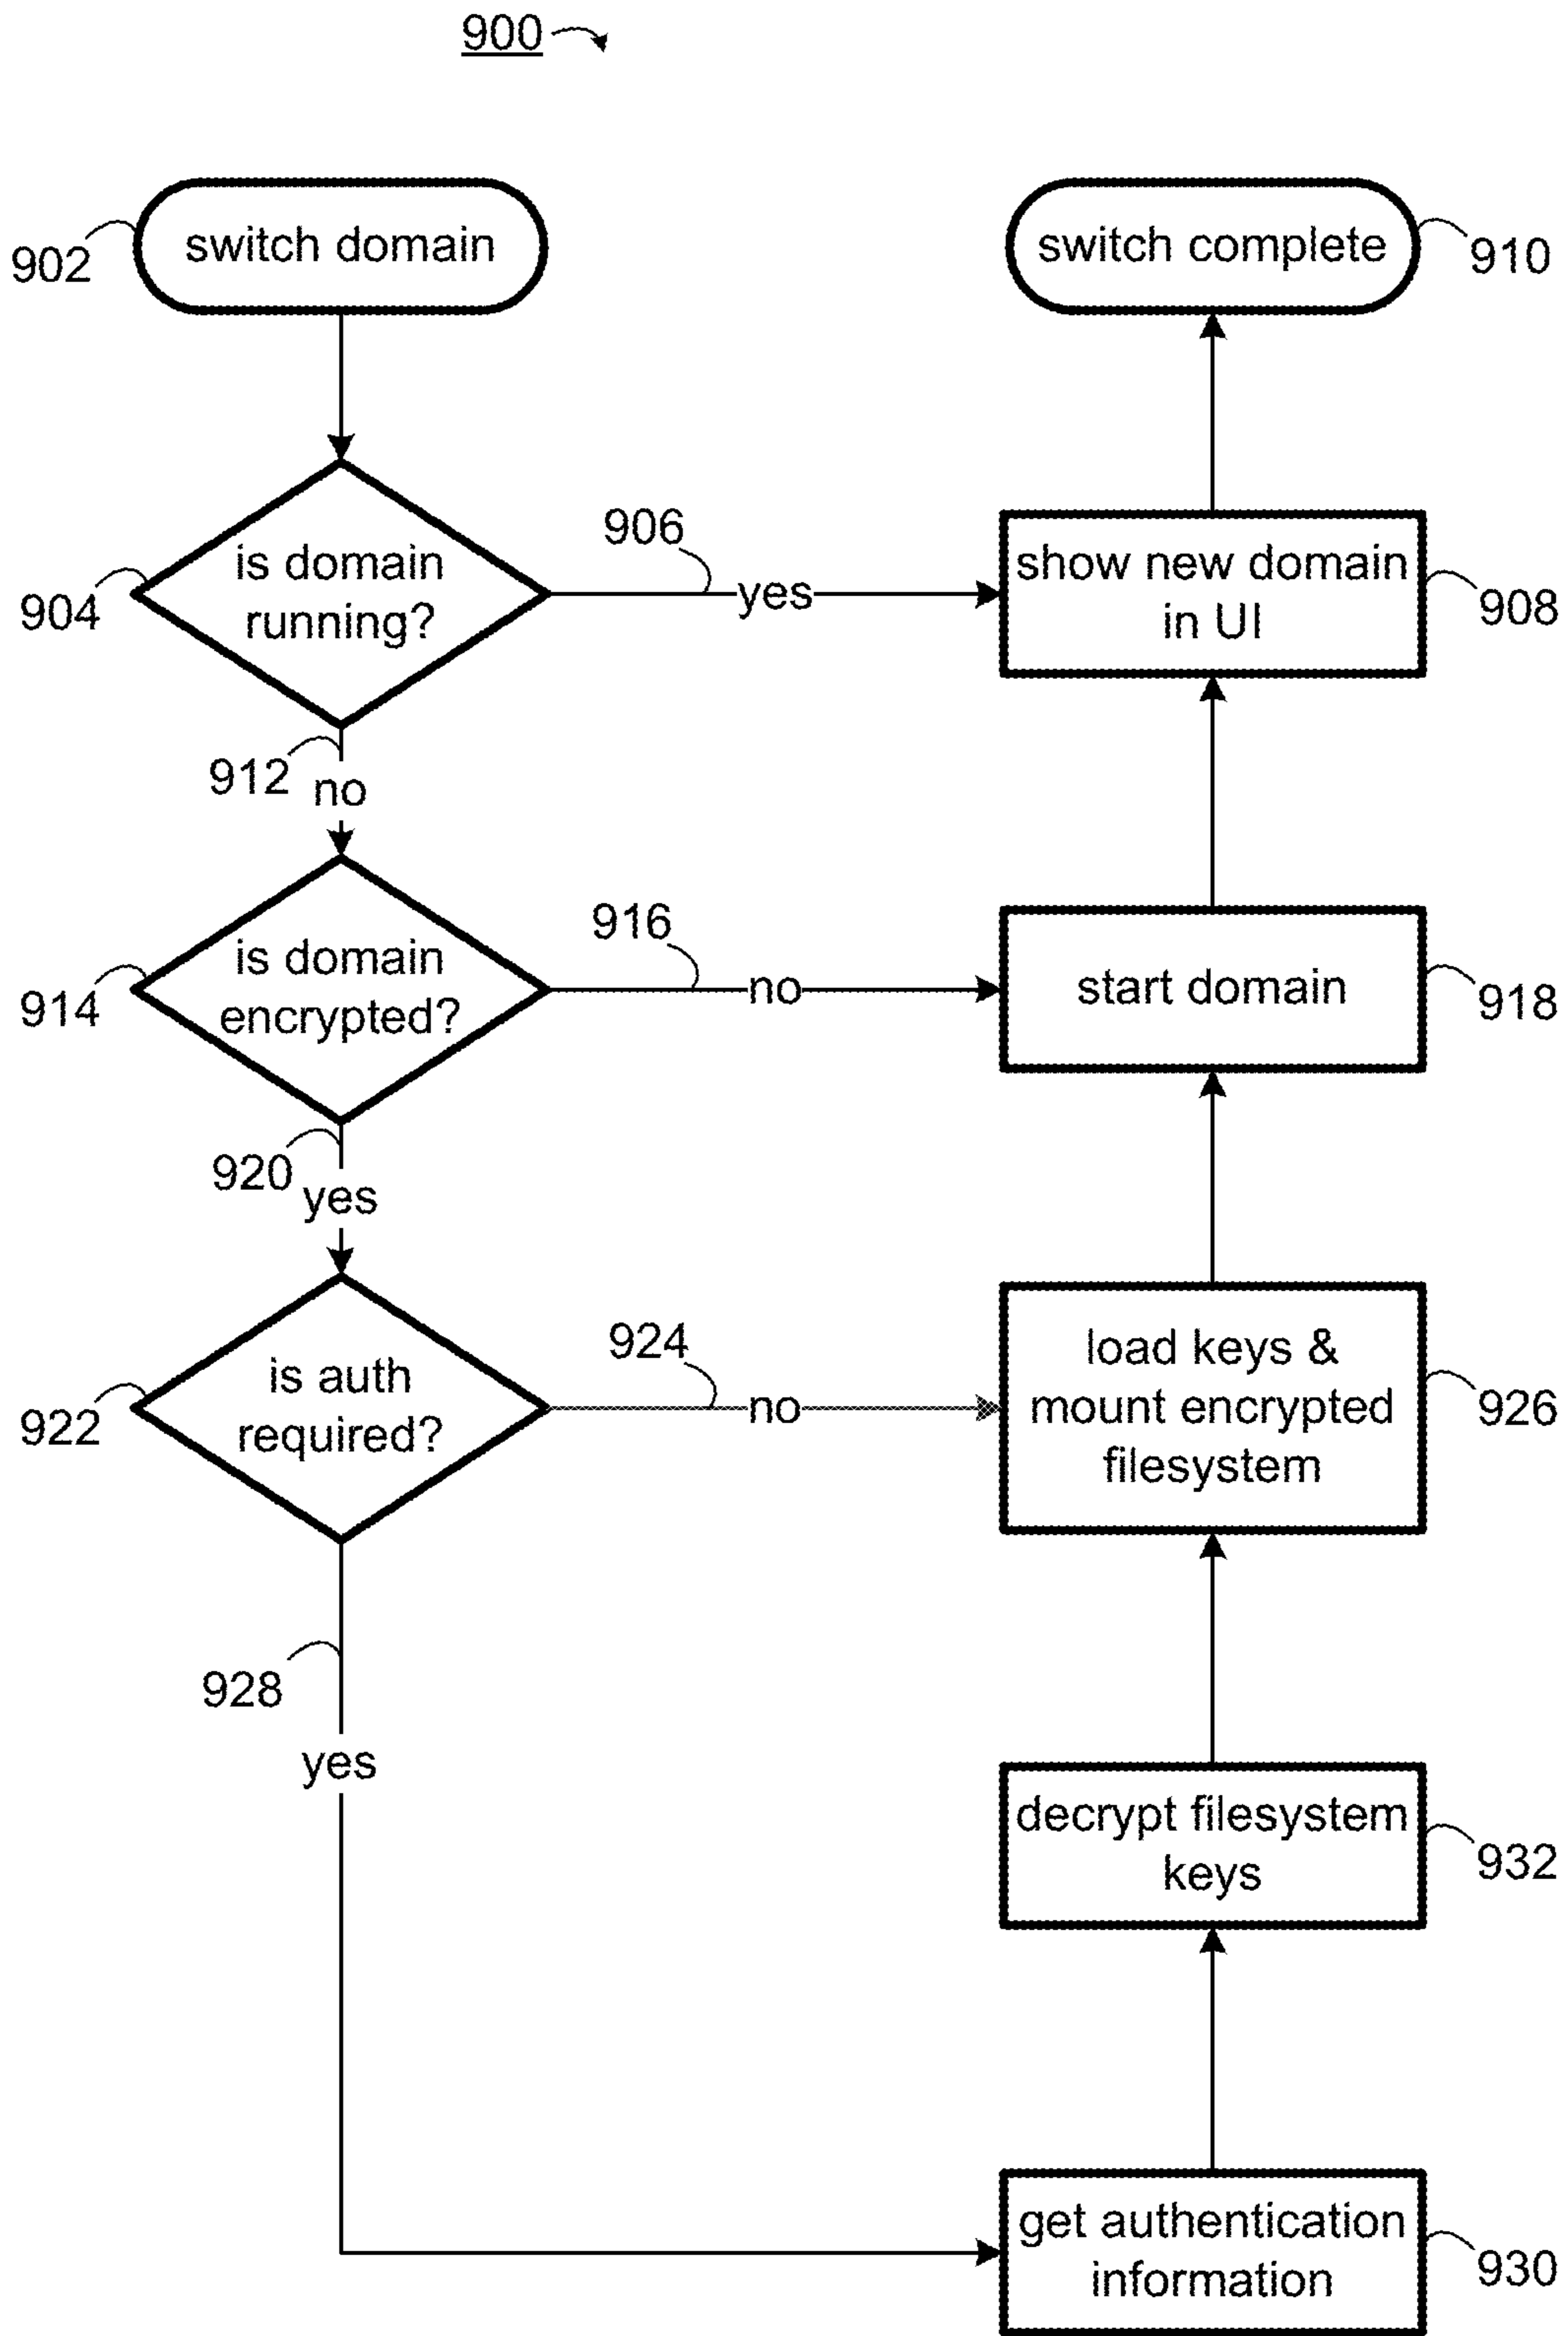 900
switch domain
902
switch complete
910
is domain
running?
904
906
yes
show new domain
in UI
908
912
no
is domain
encrypted?
914
916
no
start domain
918
920
yes
is auth
required?
922
924
no
load keys &
mount encrypted
filesystem
926
928
yes
decrypt filesystem
keys
932
get authentication
information
930